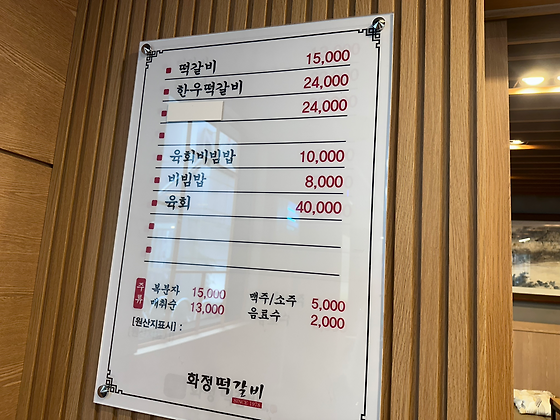 떡갈비 15,000
한우떡갈비 24,000
24,000
육회비빔밥 10,000
비빔밥 8,000
육회 40,000
주류
복분자 15,000 맥주/소주 5,000
매취순 13,000 음료수 2,000
[원산지표시] :
화정떡갈비
SINCE 1976